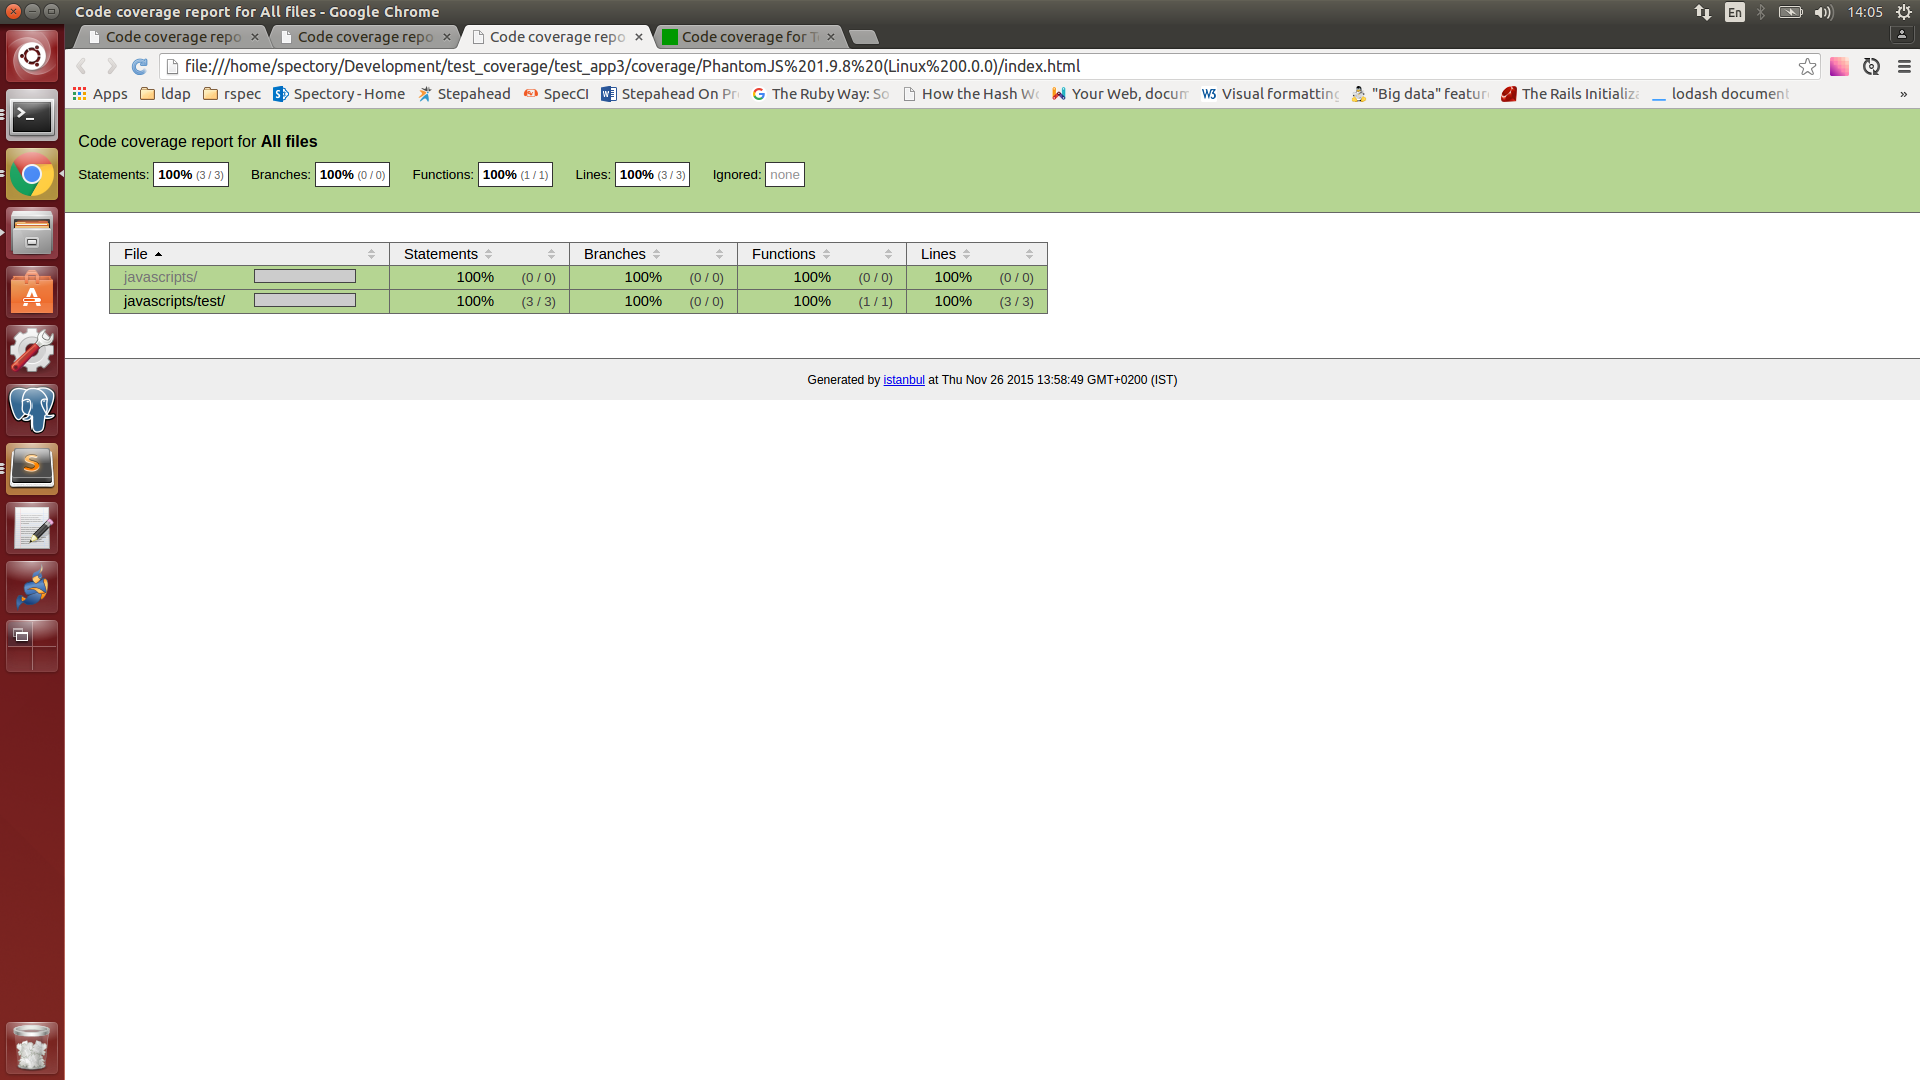 Code coverage report for All files - Google Chrome
En
14:05
Code coverage repo
Code coverage repo
Code coverage repo
Code coverage for T
file:///home/spectory/Development/test_coverage/test_app3/coverage/PhantomJS%201.9.8%20(Linux%200.0.0)/index.html
Apps ldap rspec Spectory - Home Stepahead SpecCI Stepahead On Pr The Ruby Way: So How the Hash Wo Your Web, docum Visual formatting "Big data" featur The Rails Initializa lodash document »
Code coverage report for All files
Statements: 100% (3 / 3) Branches: 100% (0 / 0) Functions: 100% (1 / 1) Lines: 100% (3 / 3) Ignored: none
File Statements Branches Functions Lines
javascripts/ 100% (0 / 0) 100% (0 / 0) 100% (0 / 0) 100% (0 / 0)
javascripts/test/ 100% (3 / 3) 100% (0 / 0) 100% (1 / 1) 100% (3 / 3)
Generated by istanbul at Thu Nov 26 2015 13:58:49 GMT+0200 (IST)